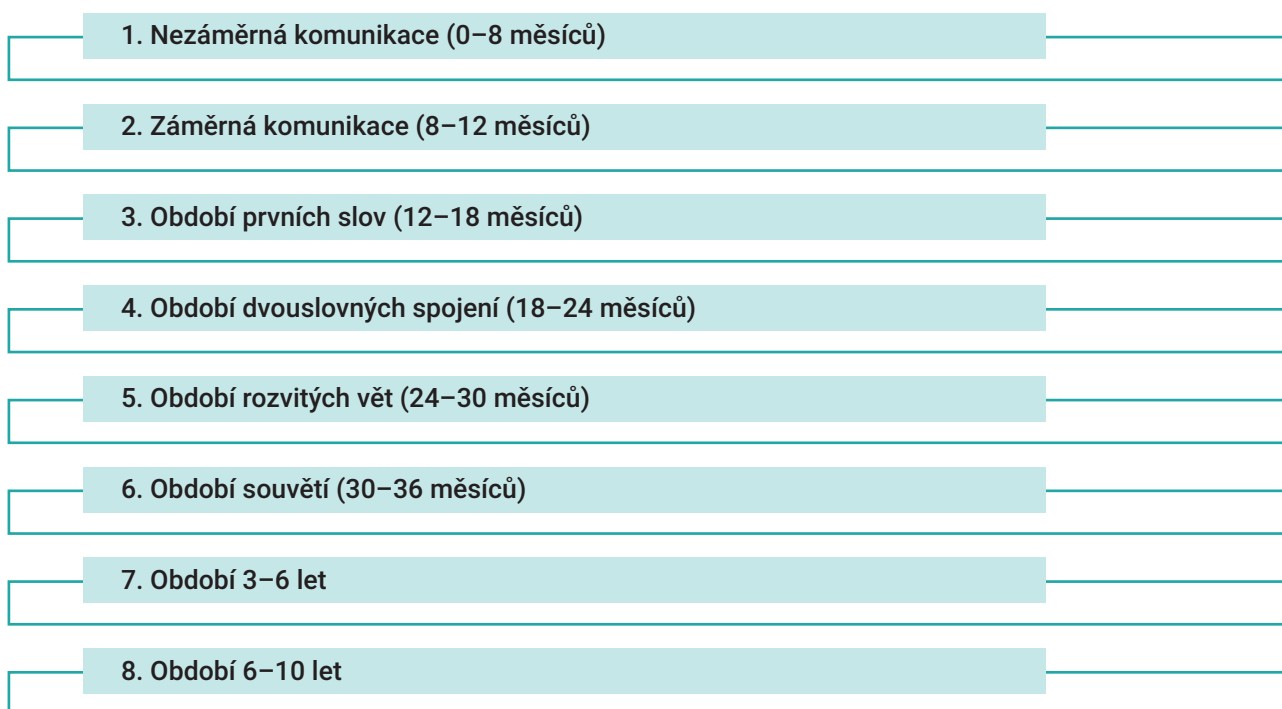 1. Nezáměrná komunikace (0–8 měsíců)
2. Záměrná komunikace (8–12 měsíců)
3. Období prvních slov (12–18 měsíců)
4. Období dvouslovných spojení (18–24 měsíců)
5. Období rozvitých vět (24–30 měsíců)
6. Období souvětí (30–36 měsíců)
7. Období 3–6 let
8. Období 6–10 let